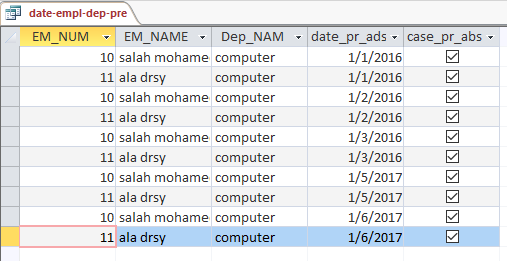 date-empl-dep-pre
EM_NUM EM_NAME Dep_NAM date_pr_ads case_pr_abs
10 salah mohame computer 1/1/2016
11 ala drsy computer 1/1/2016
10 salah mohame computer 1/2/2016
11 ala drsy computer 1/2/2016
10 salah mohame computer 1/3/2016
11 ala drsy computer 1/3/2016
10 salah mohame computer 1/5/2017
11 ala drsy computer 1/5/2017
10 salah mohame computer 1/6/2017
11 ala drsy computer 1/6/2017